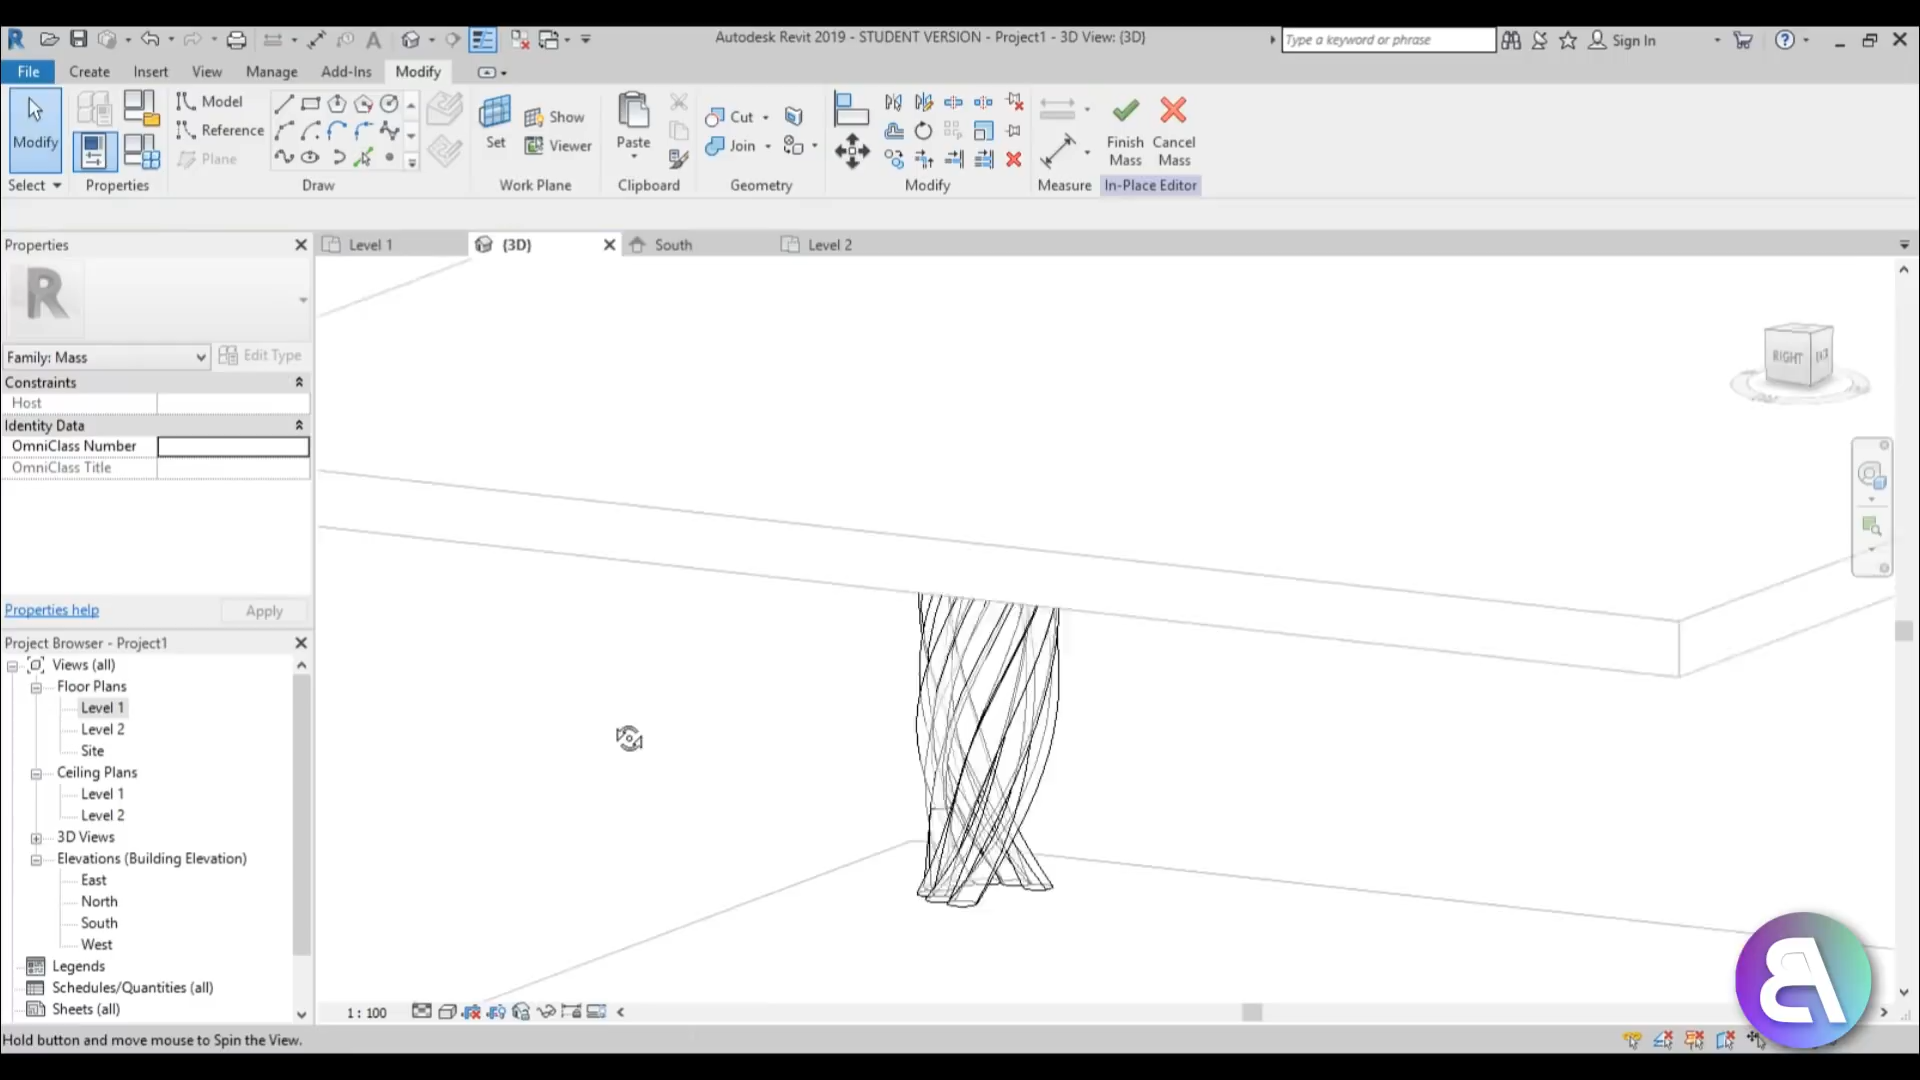 Autodesk Revit 2019 - STUDENT VERSION - Project1 - 3D View: {3D}
Type a keyword or phrase
Sign In
File
Create
Insert
View
Manage
Add-Ins
Modify
Modify
Model
Reference
Plane
Set
Show
Viewer
Paste
Cut
Join
Finish Mass
Cancel Mass
Select
Properties
Draw
Work Plane
Clipboard
Geometry
Modify
Measure
In-Place Editor
Properties
Level 1
{3D}
South
Level 2
R
Family: Mass
Edit Type
Constraints
Host
Identity Data
OmniClass Number
OmniClass Title
RIGHT
Properties help
Apply
Project Browser - Project1
Views (all)
Floor Plans
Level 1
Level 2
Site
Ceiling Plans
Level 1
Level 2
3D Views
Elevations (Building Elevation)
East
North
South
West
Legends
Schedules/Quantities (all)
Sheets (all)
1 : 100
Hold button and move mouse to Spin the View.